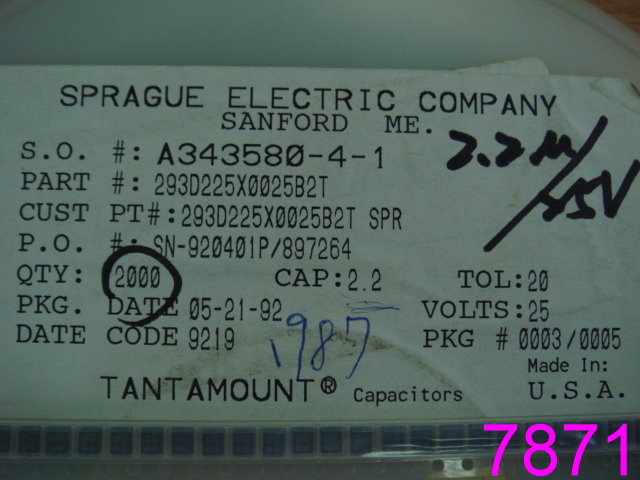 SPRAGUE ELECTRIC COMPANY
SANFORD ME.
S.O. #: A343580-4-1
2.2 µ/25V
PART #: 293D225X0025B2T
CUST PT#: 293D225X0025B2T SPR
P.O. #: SN-920401P/897264
QTY: 2000 CAP: 2.2 TOL: 20
PKG. DATE 05-21-92 VOLTS: 25
DATE CODE 9219 1987 PKG # 0003/0005
Made In:
TANTAMOUNT® Capacitors U.S.A.
7871